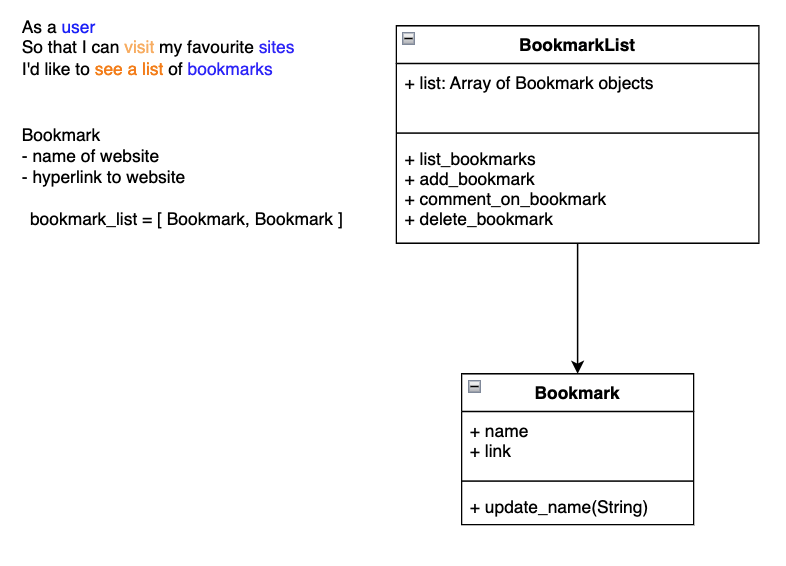 As a user
So that I can visit my favourite sites
I'd like to see a list of bookmarks
Bookmark
- name of website
- hyperlink to website
bookmark_list = [ Bookmark, Bookmark ]
BookmarkList
+ list: Array of Bookmark objects
+ list_bookmarks
+ add_bookmark
+ comment_on_bookmark
+ delete_bookmark
Bookmark
+ name
+ link
+ update_name(String)